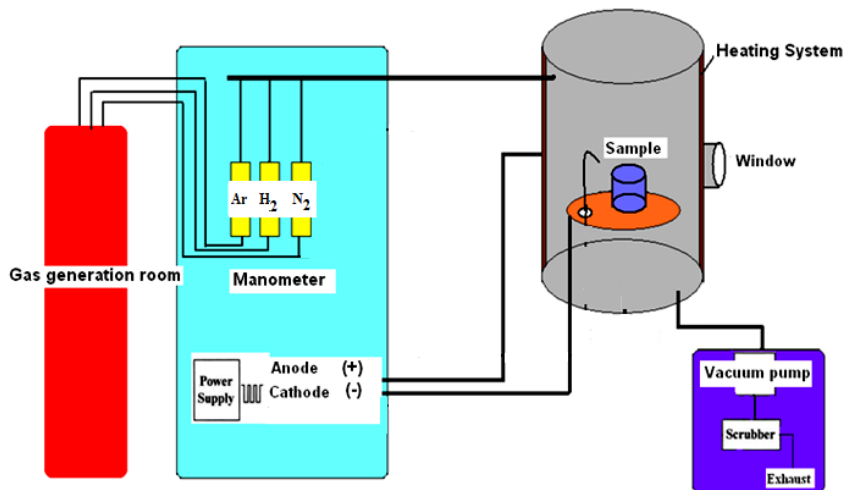 Heating System
Sample
Window
Ar H₂ N₂
Gas generation room
Manometer
Anode (+)
Cathode (-)
Power
Supply
Vacuum pump
Scrubber
Exhaust